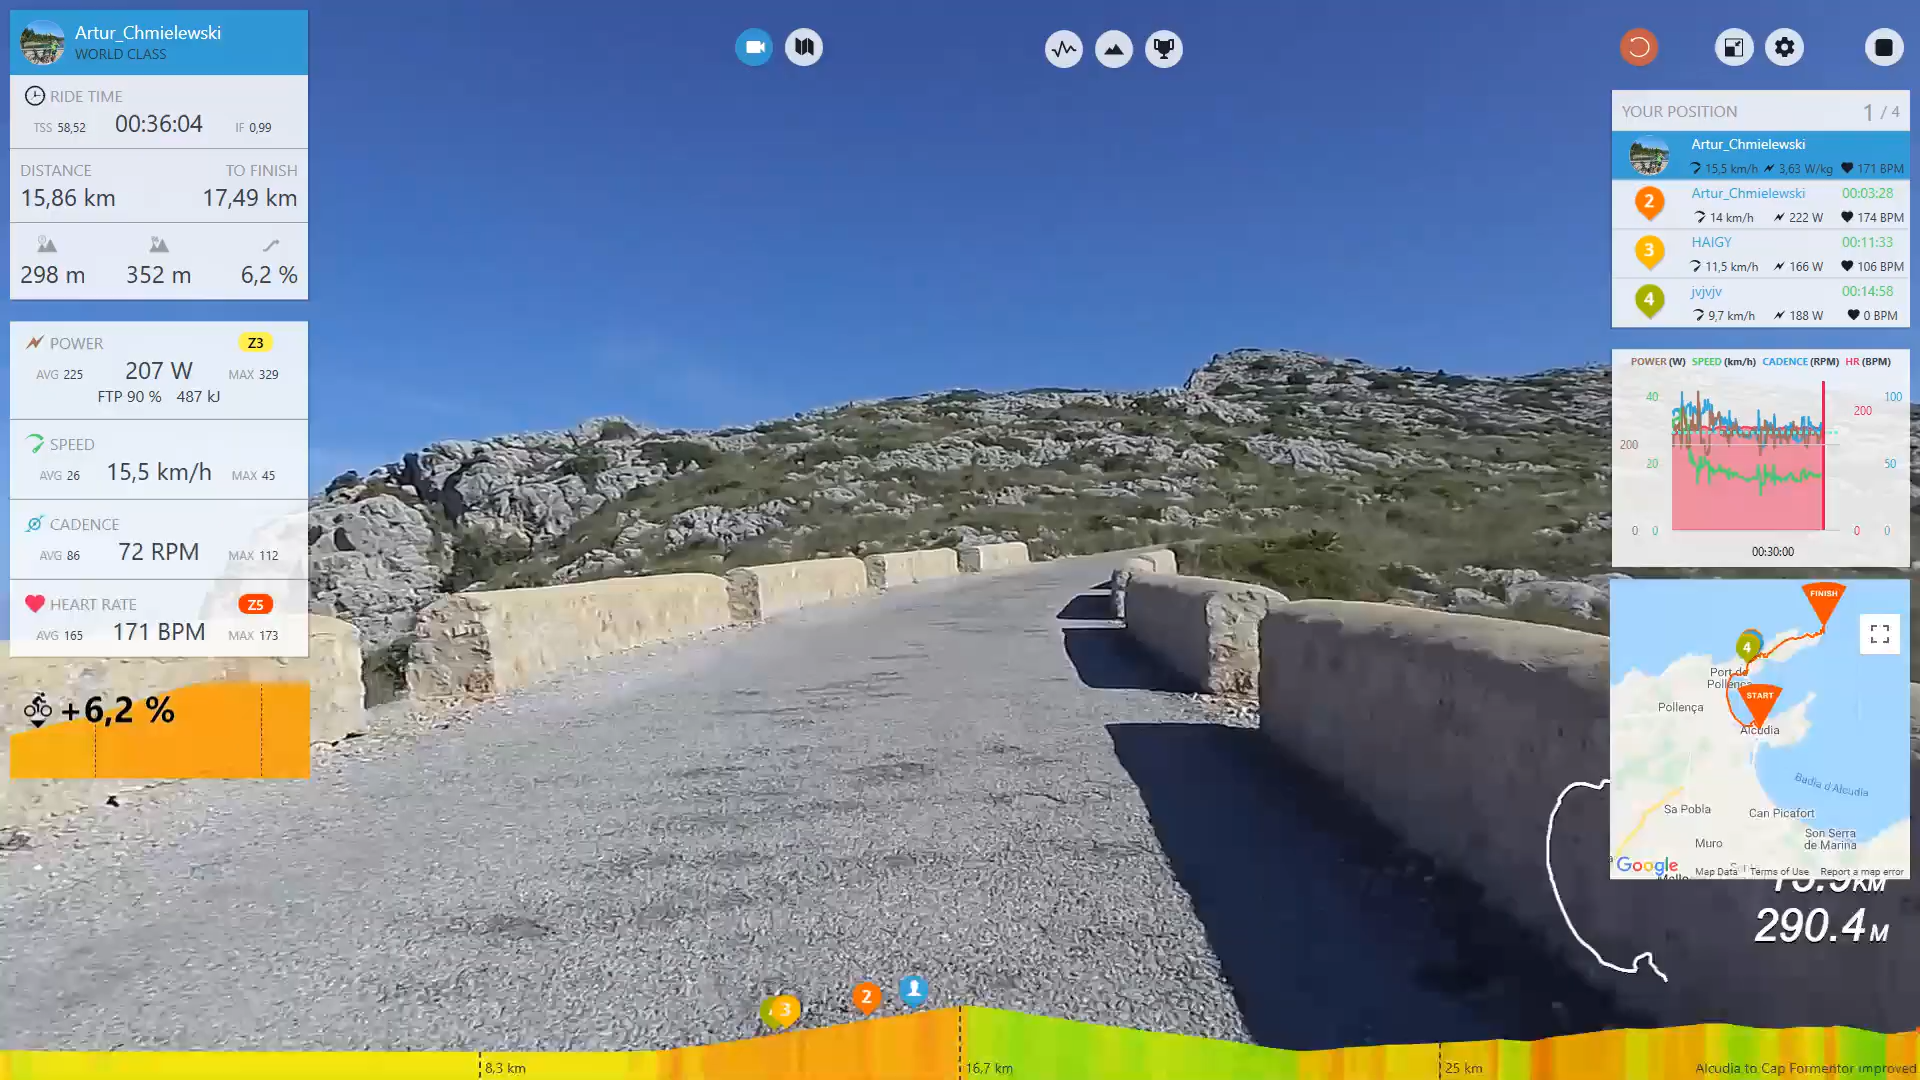 Artur_Chmielewski
WORLD CLASS
RIDE TIME
TSS 58,52 00:36:04 IF 0,99
DISTANCE TO FINISH
15,86 km 17,49 km
298 m 352 m 6,2 %
POWER Z3
AVG 225 207 W MAX 329
FTP 90 % 487 kJ
SPEED
AVG 26 15,5 km/h MAX 45
CADENCE
AVG 86 72 RPM MAX 112
HEART RATE Z5
AVG 165 171 BPM MAX 173
+6,2 %
YOUR POSITION 1 / 4
Artur_Chmielewski
15,5 km/h 3,63 W/kg 171 BPM
2 Artur_Chmielewski 00:03:28
14 km/h 222 W 174 BPM
3 HAIGY 00:11:33
11,5 km/h 166 W 106 BPM
4 jvjvjv 00:14:58
9,7 km/h 188 W 0 BPM
POWER (W) SPEED (km/h) CADENCE (RPM) HR (BPM)
40 100
200
200
20 50
0 0 0 0
00:30:00
FINISH
4
Port de
Pollença
START
Pollença
Alcúdia
Badia d'Alcudia
Sa Pobla
Can Picafort
Son Serra
de Marina
Muro
Google
Map Data Terms of Use Report a map error
290.4 M
3 2
8,3 km 16,7 km 25 km
Alcudia to Cap Formentor improved